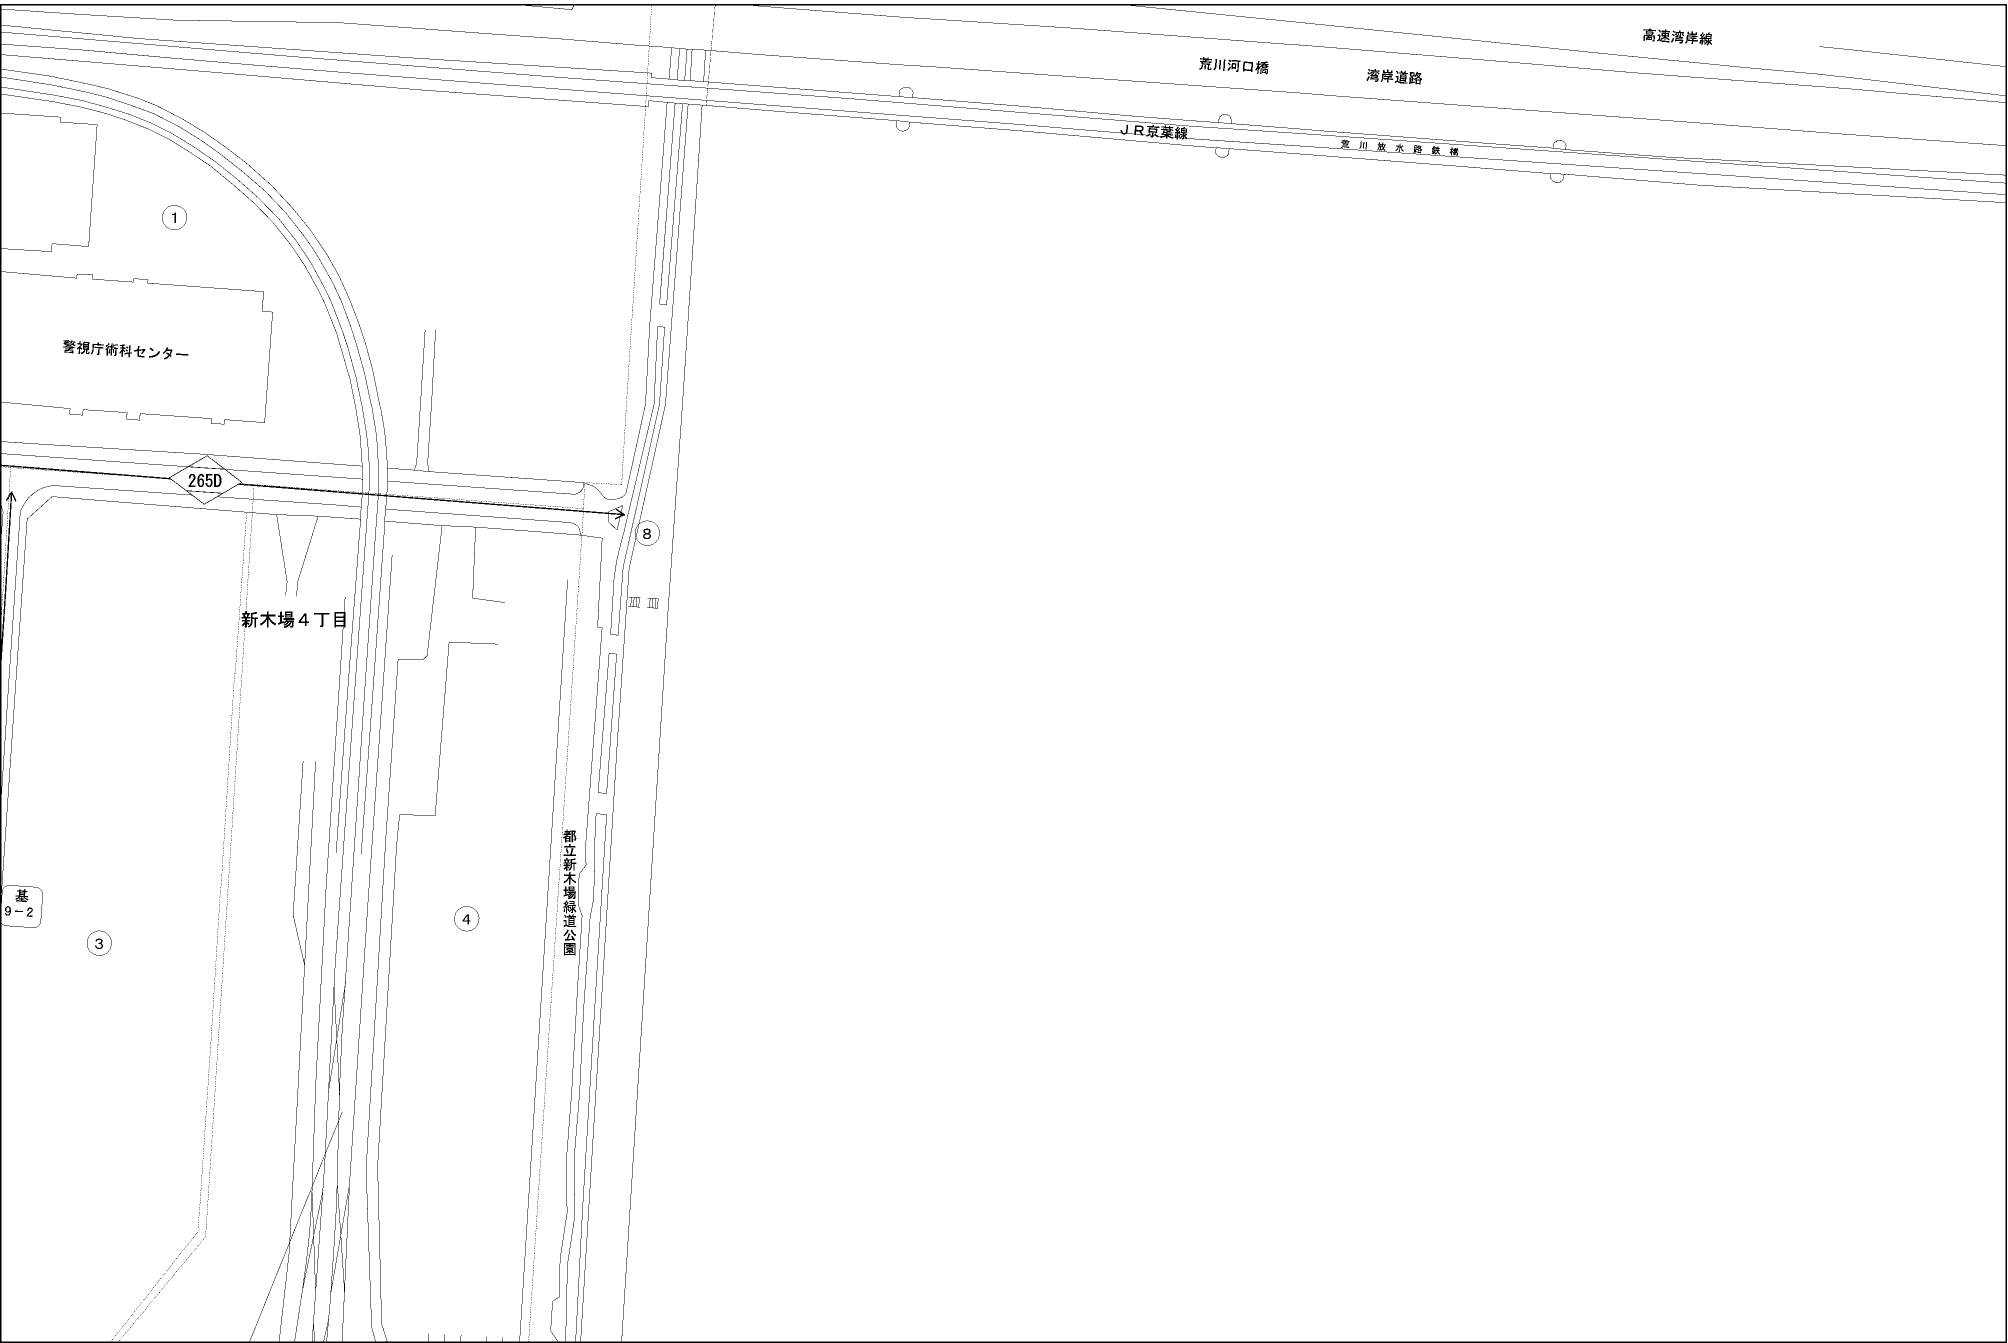 高速湾岸線
荒川河口橋
湾岸道路
ＪＲ京葉線
荒川放水路鉄橋
1
警視庁術科センター
265D
8
新木場４丁目
都立新木場緑道公園
基
9－2
4
3